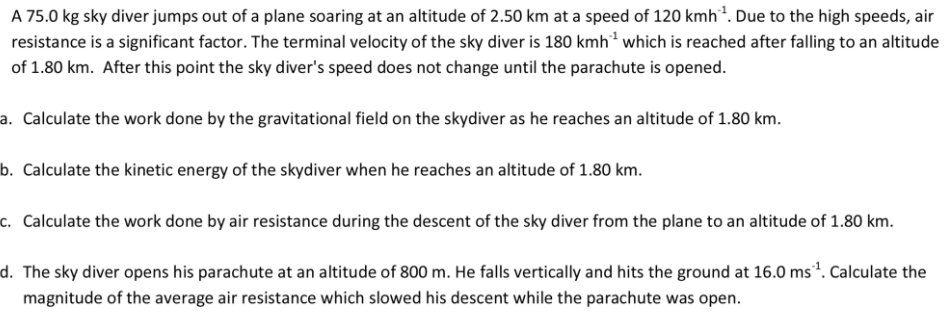 A 75.0 kg sky diver jumps out of a plane soaring at an altitude of 2.50 km at a speed of 120 kmh⁻¹. Due to the high speeds, air
resistance is a significant factor. The terminal velocity of the sky diver is 180 kmh⁻¹ which is reached after falling to an altitude
of 1.80 km. After this point the sky diver's speed does not change until the parachute is opened.
a. Calculate the work done by the gravitational field on the skydiver as he reaches an altitude of 1.80 km.
b. Calculate the kinetic energy of the skydiver when he reaches an altitude of 1.80 km.
c. Calculate the work done by air resistance during the descent of the sky diver from the plane to an altitude of 1.80 km.
d. The sky diver opens his parachute at an altitude of 800 m. He falls vertically and hits the ground at 16.0 ms⁻¹. Calculate the
magnitude of the average air resistance which slowed his descent while the parachute was open.